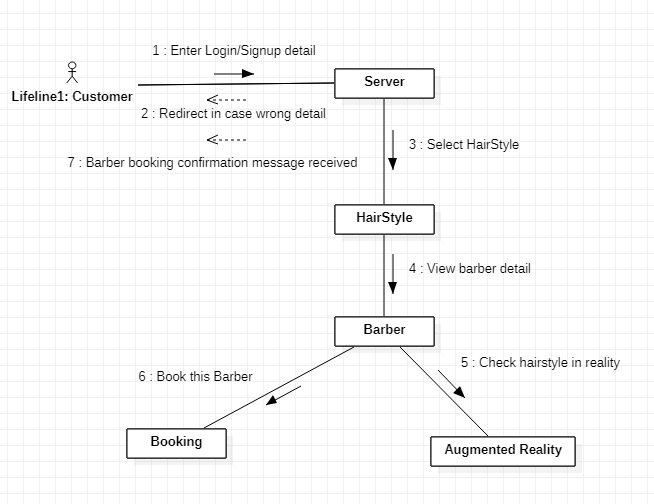 1 : Enter Login/Signup detail
Lifeline1: Customer
Server
2 : Redirect in case wrong detail
3 : Select HairStyle
7 : Barber booking confirmation message received
HairStyle
4 : View barber detail
Barber
5 : Check hairstyle in reality
6 : Book this Barber
Booking
Augmented Reality